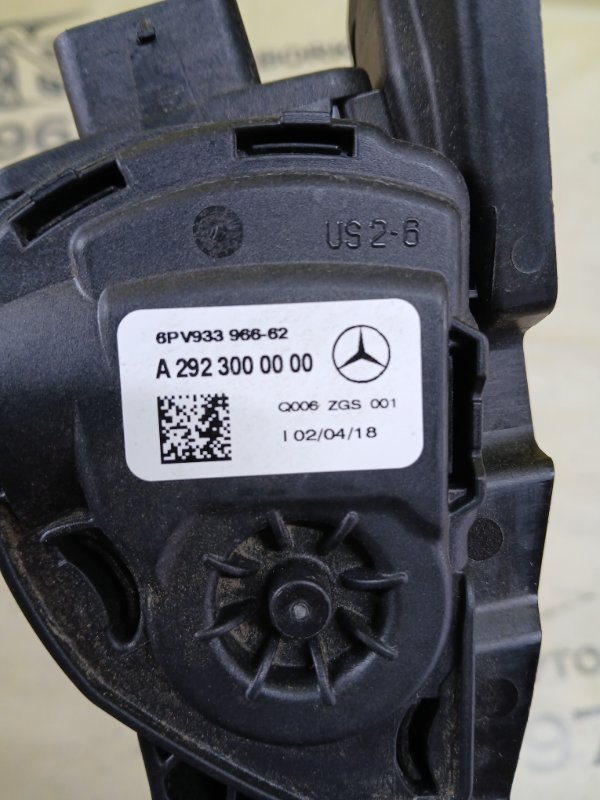 US 2-6
6PV933 966-62
A 292 300 00 00
Q006 ZGS 001
I 02/04/18